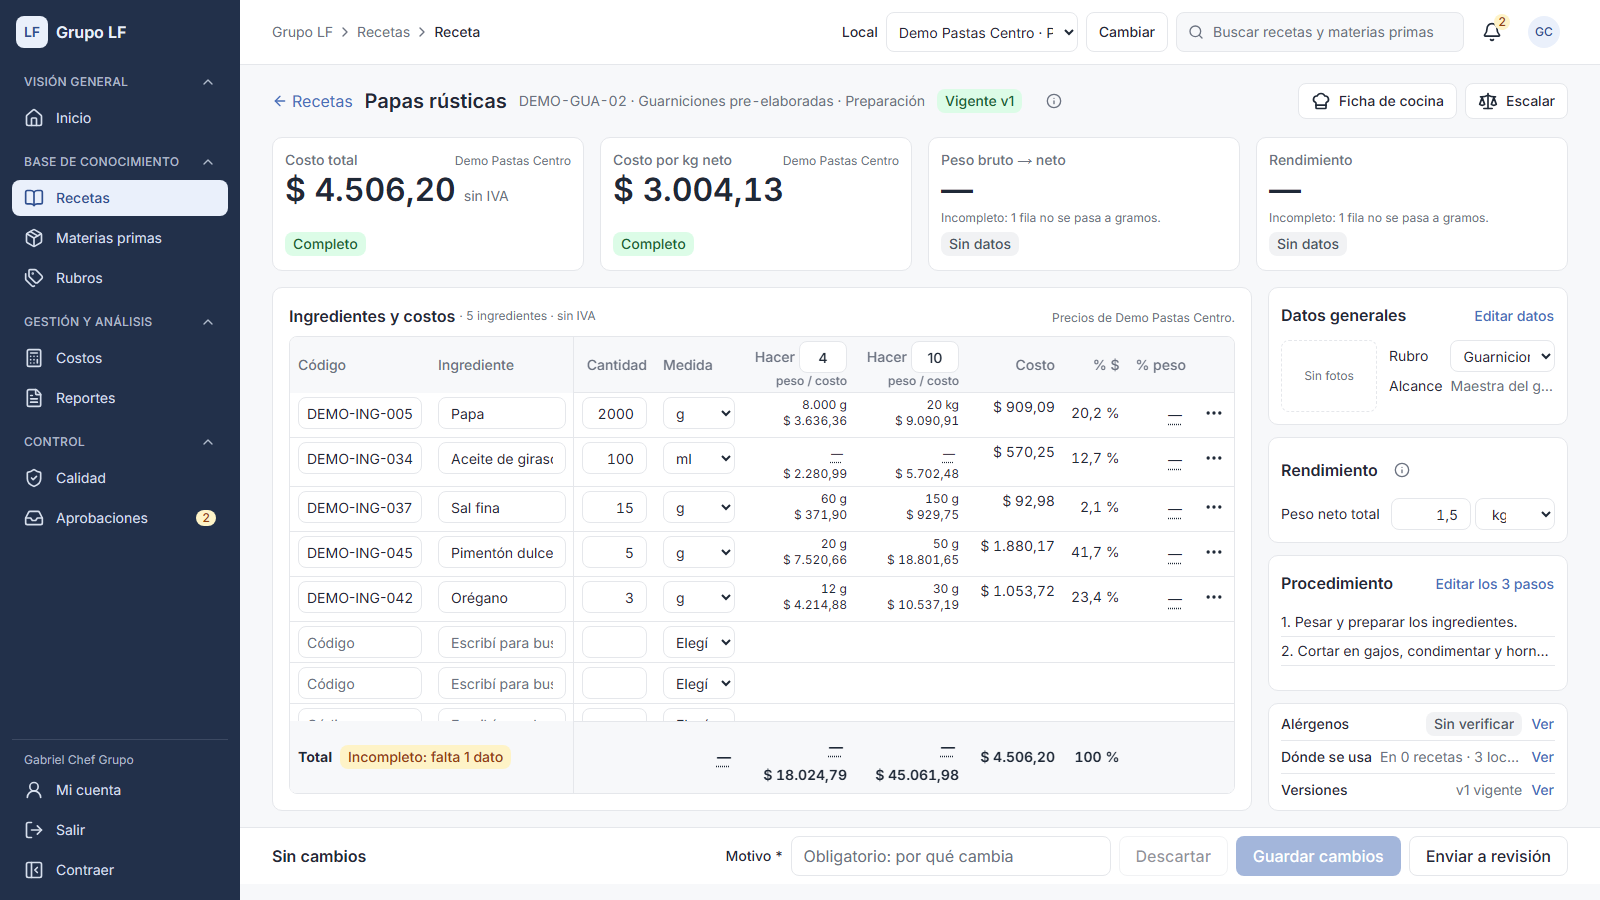 LF Grupo LF
VISIÓN GENERAL
Inicio
BASE DE CONOCIMIENTO
Recetas
Materias primas
Rubros
GESTIÓN Y ANÁLISIS
Costos
Reportes
CONTROL
Calidad
Aprobaciones 2
Gabriel Chef Grupo
Mi cuenta
Salir
Contraer
Grupo LF > Recetas > Receta
Local Demo Pastas Centro · P Cambiar Buscar recetas y materias primas 2 GC
← Recetas Papas rústicas DEMO-GUA-02 · Guarniciones pre-elaboradas · Preparación Vigente v1 Ficha de cocina Escalar
Costo total Demo Pastas Centro
$ 4.506,20 sin IVA
Completo
Costo por kg neto Demo Pastas Centro
$ 3.004,13
Completo
Peso bruto → neto
—
Incompleto: 1 fila no se pasa a gramos.
Sin datos
Rendimiento
—
Incompleto: 1 fila no se pasa a gramos.
Sin datos
Ingredientes y costos · 5 ingredientes · sin IVA Precios de Demo Pastas Centro.
Código Ingrediente Cantidad Medida Hacer 4 peso / costo Hacer 10 peso / costo Costo % $ % peso
DEMO-ING-005 Papa 2000 g 8.000 g $ 3.636,36 20 kg $ 9.090,91 $ 909,09 20,2 % — •••
DEMO-ING-034 Aceite de giraso 100 ml — $ 2.280,99 — $ 5.702,48 $ 570,25 12,7 % — •••
DEMO-ING-037 Sal fina 15 g 60 g $ 371,90 150 g $ 929,75 $ 92,98 2,1 % — •••
DEMO-ING-045 Pimentón dulce 5 g 20 g $ 7.520,66 50 g $ 18.801,65 $ 1.880,17 41,7 % — •••
DEMO-ING-042 Orégano 3 g 12 g $ 4.214,88 30 g $ 10.537,19 $ 1.053,72 23,4 % — •••
Código Escribí para bus Elegí
Código Escribí para bus Elegí
Total Incompleto: falta 1 dato — — $ 18.024,79 — $ 45.061,98 $ 4.506,20 100 %
Datos generales Editar datos
Sin fotos
Rubro Guarnicior
Alcance Maestra del g...
Rendimiento
Peso neto total 1,5 kg
Procedimiento Editar los 3 pasos
1. Pesar y preparar los ingredientes.
2. Cortar en gajos, condimentar y horn...
Alérgenos Sin verificar Ver
Dónde se usa En 0 recetas · 3 loc... Ver
Versiones v1 vigente Ver
Sin cambios Motivo * Obligatorio: por qué cambia Descartar Guardar cambios Enviar a revisión